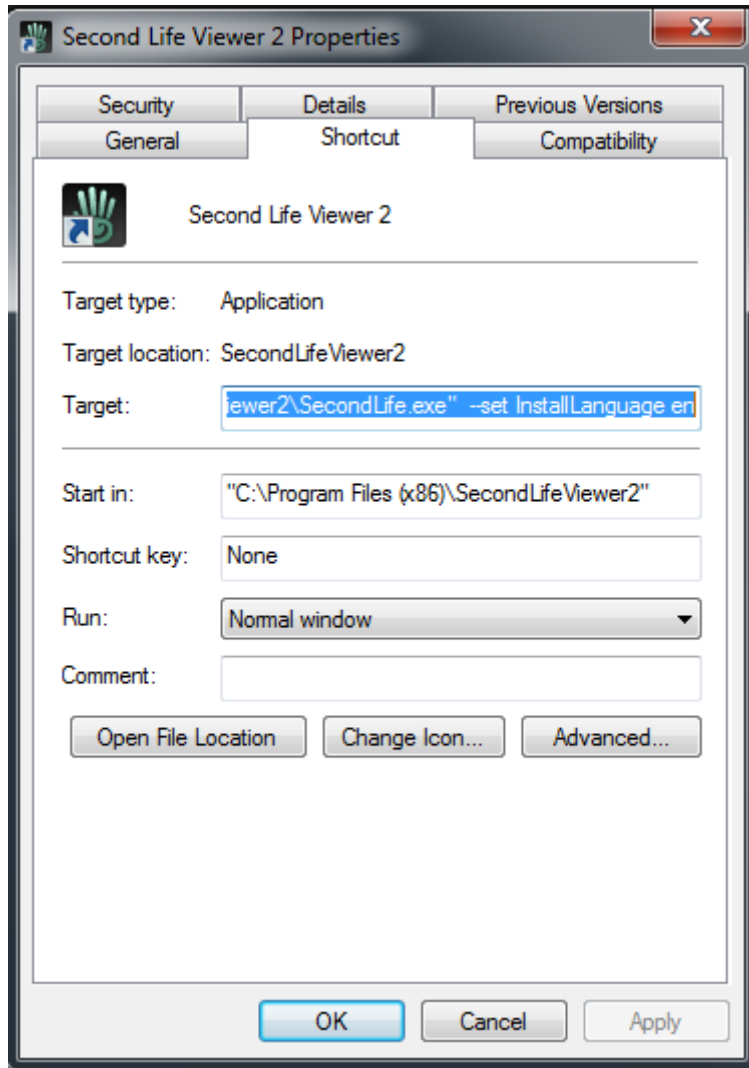 Second Life Viewer 2 Properties
Security Details Previous Versions
General Shortcut Compatibility
Second Life Viewer 2
Target type: Application
Target location: SecondLifeViewer2
Target: iewer2\SecondLife.exe"  --set InstallLanguage en
Start in: "C:\Program Files (x86)\SecondLifeViewer2"
Shortcut key: None
Run: Normal window
Comment:
Open File Location Change Icon... Advanced...
OK Cancel Apply